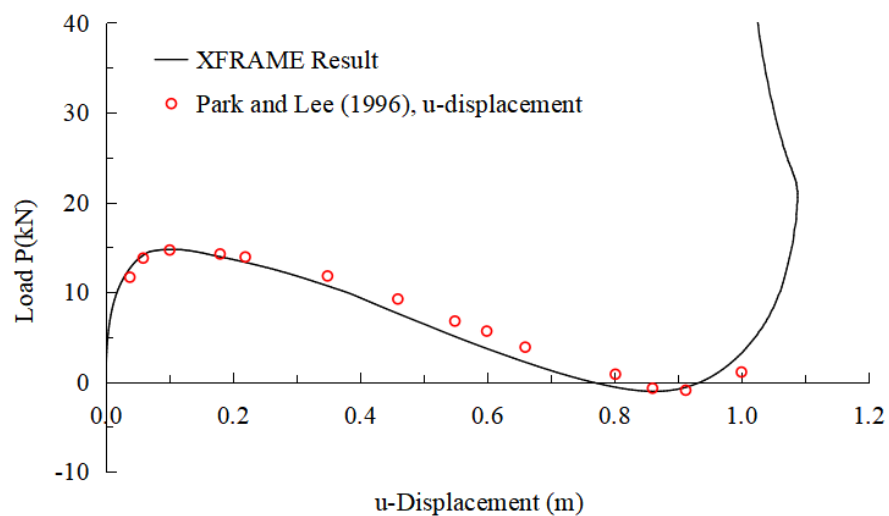 40
XFRAME Result
Park and Lee (1996), u-displacement
30
20
10
0
-10
Load P(kN)
0.0 0.2 0.4 0.6 0.8 1.0 1.2
u-Displacement (m)